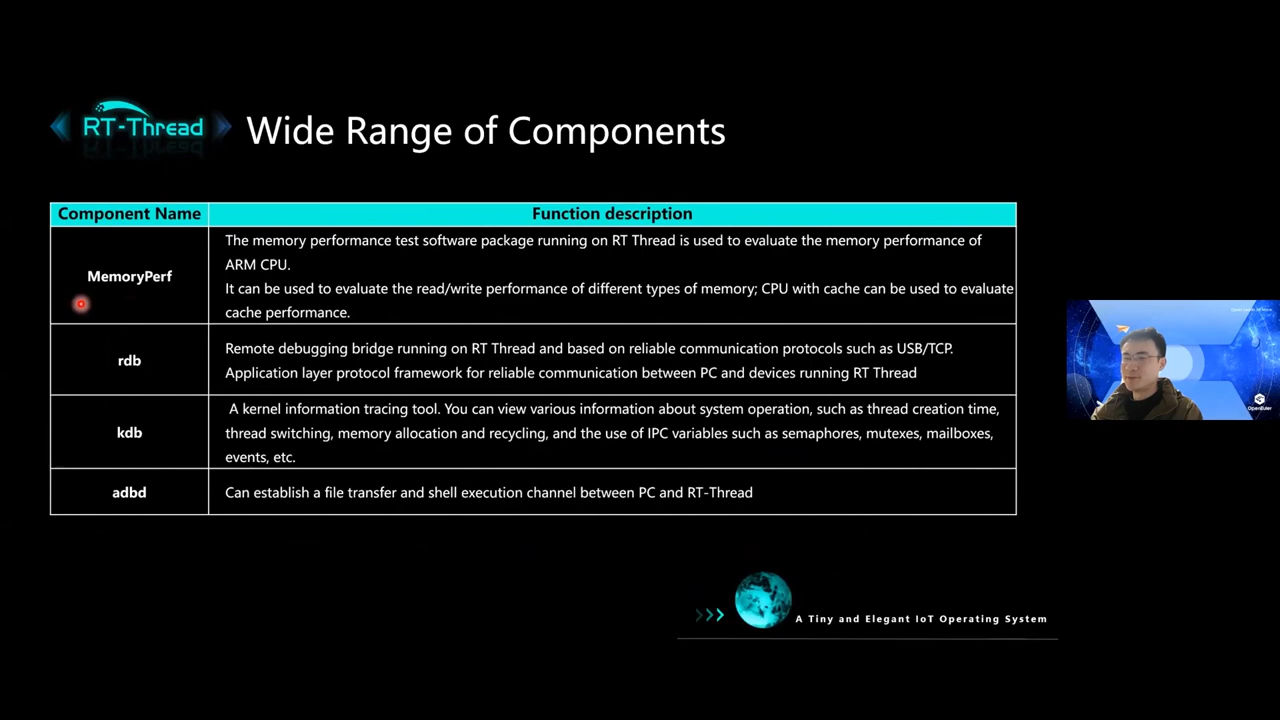 RT-Thread
Wide Range of Components
Component Name
Function description
MemoryPerf
The memory performance test software package running on RT Thread is used to evaluate the memory performance of
ARM CPU.
It can be used to evaluate the read/write performance of different types of memory; CPU with cache can be used to evaluate
cache performance.
rdb
Remote debugging bridge running on RT Thread and based on reliable communication protocols such as USB/TCP.
Application layer protocol framework for reliable communication between PC and devices running RT Thread
kdb
A kernel information tracing tool. You can view various information about system operation, such as thread creation time,
thread switching, memory allocation and recycling, and the use of IPC variables such as semaphores, mutexes, mailboxes,
events, etc.
adbd
Can establish a file transfer and shell execution channel between PC and RT-Thread
OpenEuler
A Tiny and Elegant IoT Operating System